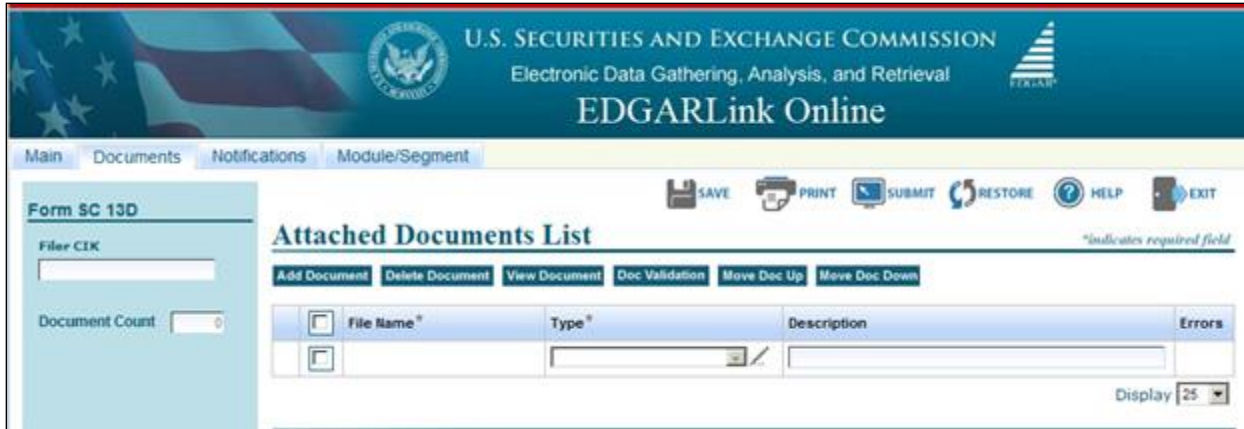 U.S. SECURITIES AND EXCHANGE COMMISSION
Electronic Data Gathering, Analysis, and Retrieval
EDGAR®
EDGARLink Online
Main Documents Notifications Module/Segment
SAVE PRINT SUBMIT RESTORE HELP EXIT
Form SC 13D
Attached Documents List
*indicates required field
Filer CIK
Add Document Delete Document View Document Doc Validation Move Doc Up Move Doc Down
Document Count 0
File Name* Type* Description Errors
Display 25